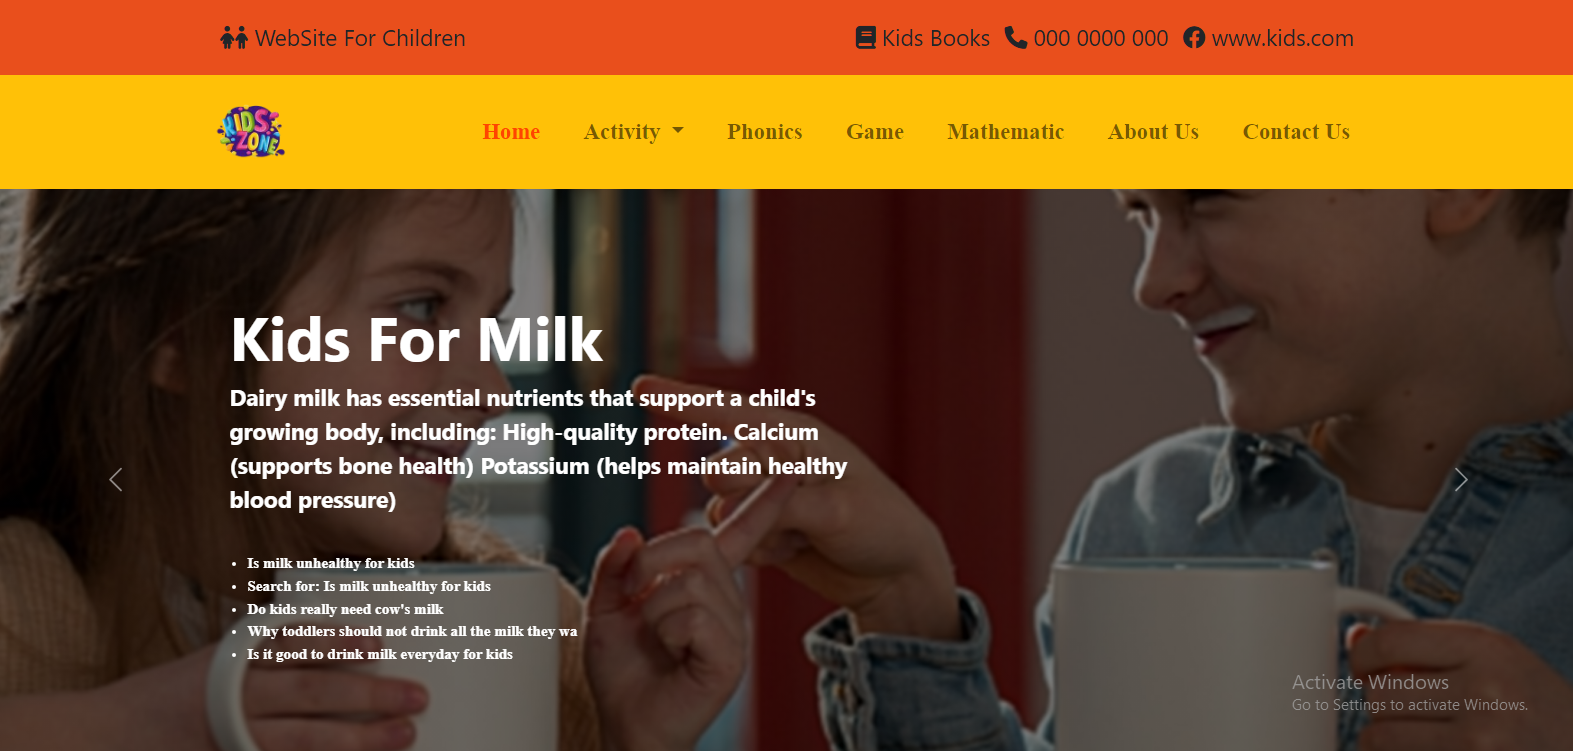 WebSite For Children
Kids Books 000 0000 000 www.kids.com
KIDS ZONE
Home Activity Phonics Game Mathematic About Us Contact Us
Kids For Milk
Dairy milk has essential nutrients that support a child's
growing body, including: High-quality protein. Calcium
(supports bone health) Potassium (helps maintain healthy
blood pressure)
Is milk unhealthy for kids
Search for: Is milk unhealthy for kids
Do kids really need cow's milk
Why toddlers should not drink all the milk they wa
Is it good to drink milk everyday for kids
Activate Windows
Go to Settings to activate Windows.